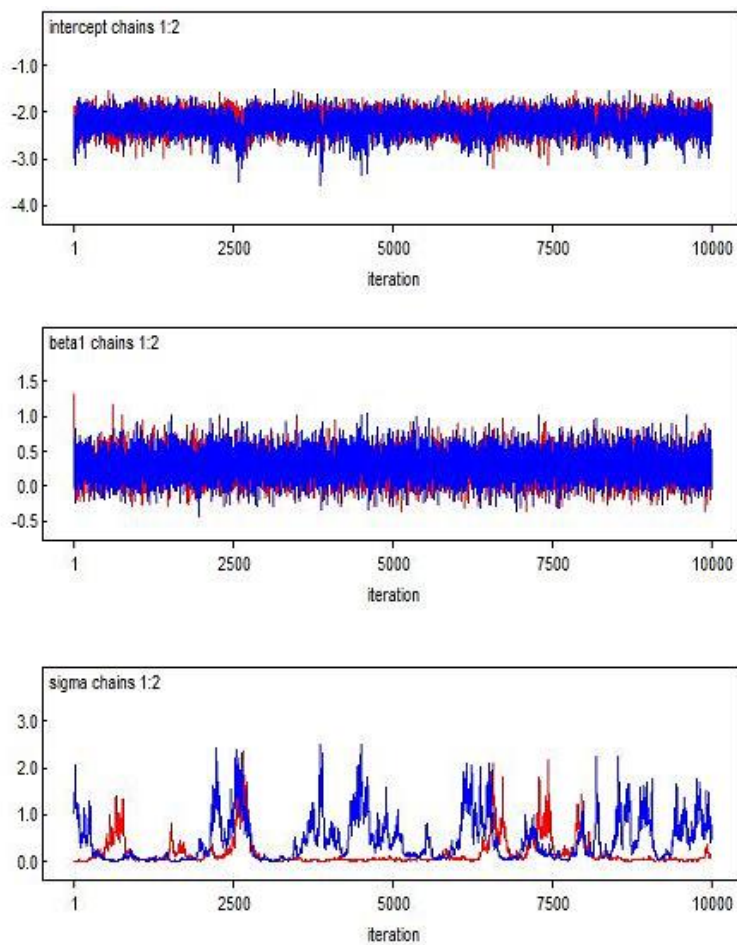 intercept chains 1:2
-1.0
-2.0
-3.0
-4.0
1 2500 5000 7500 10000
iteration
beta1 chains 1:2
1.5
1.0
0.5
0.0
-0.5
1 2500 5000 7500 10000
iteration
sigma chains 1:2
3.0
2.0
1.0
0.0
1 2500 5000 7500 10000
iteration